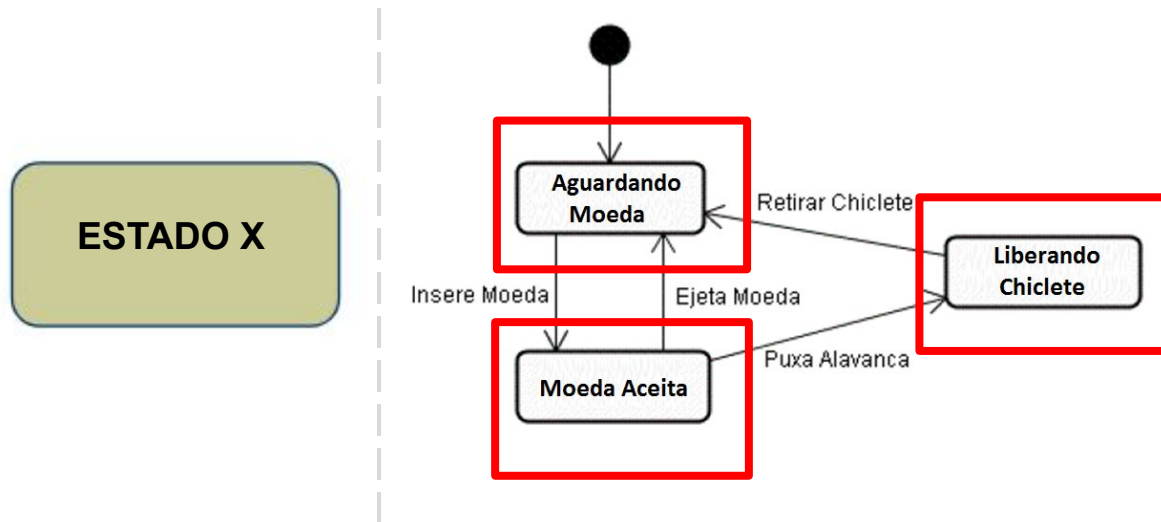 ESTADO X
Aguardando
Moeda
Retirar Chiclete
Liberando
Chiclete
Insere Moeda
Ejeta Moeda
Puxa Alavanca
Moeda Aceita